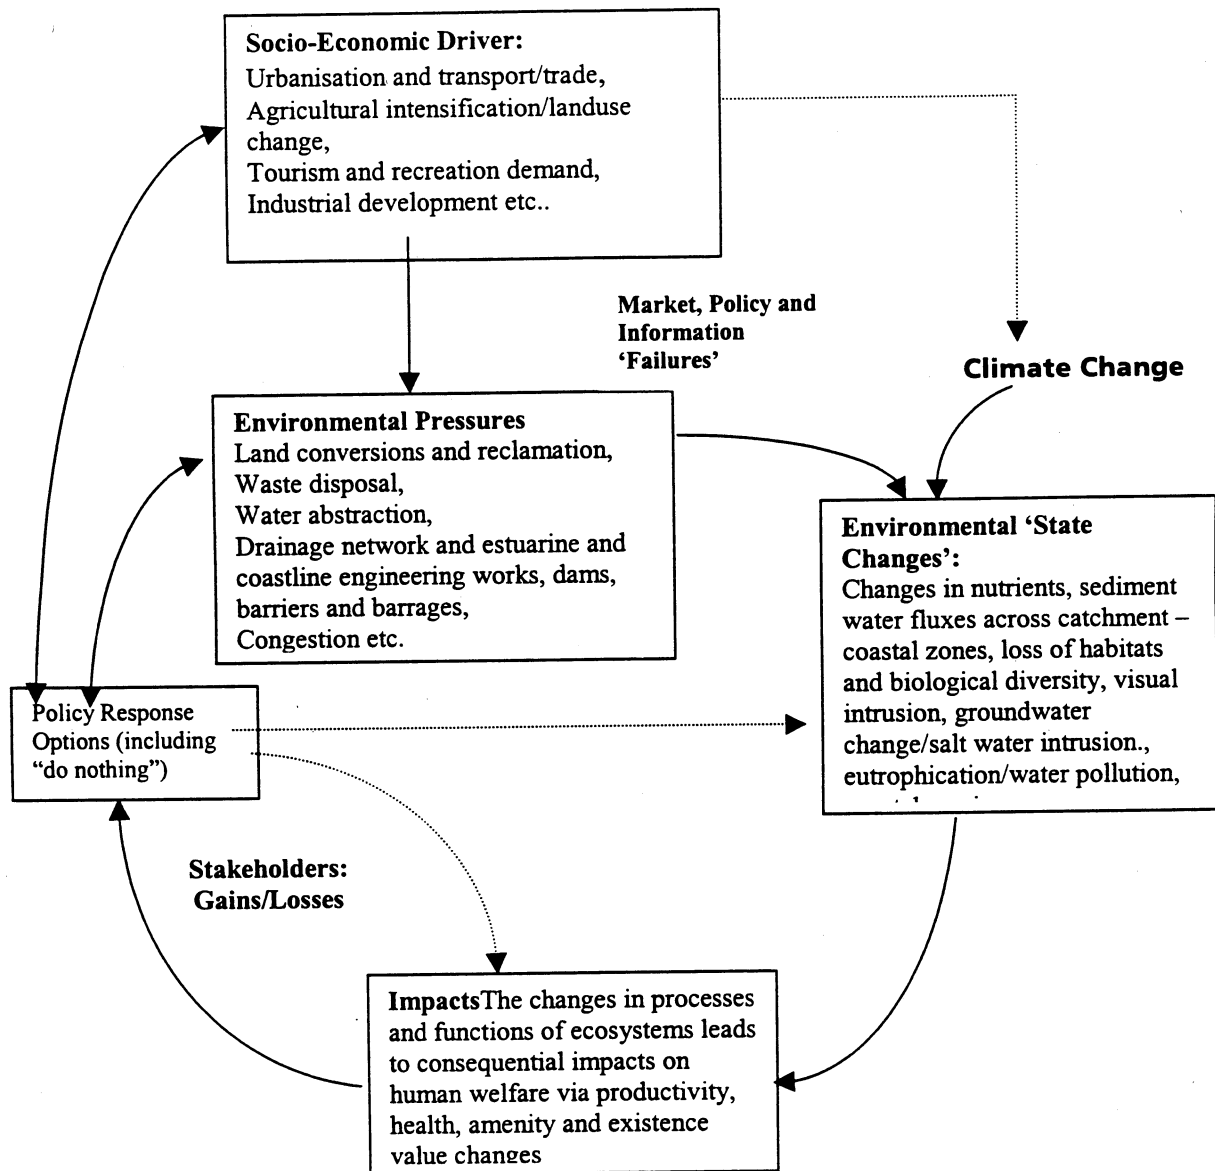 Socio-Economic Driver:
Urbanisation and transport/trade,
Agricultural intensification/landuse
change,
Tourism and recreation demand,
Industrial development etc..
Market, Policy and
Information
‘Failures’
Climate Change
Environmental Pressures
Land conversions and reclamation,
Waste disposal,
Water abstraction,
Drainage network and estuarine and
coastline engineering works, dams,
barriers and barrages,
Congestion etc.
Environmental ‘State
Changes’:
Changes in nutrients, sediment
water fluxes across catchment –
coastal zones, loss of habitats
and biological diversity, visual
intrusion, groundwater
change/salt water intrusion.,
eutrophication/water pollution,
Policy Response
Options (including
“do nothing”)
Stakeholders:
Gains/Losses
ImpactsThe changes in processes
and functions of ecosystems leads
to consequential impacts on
human welfare via productivity,
health, amenity and existence
value changes